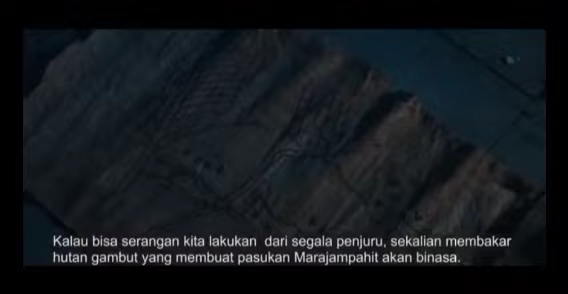 Kalau bisa serangan kita lakukan  dari segala penjuru, sekalian membakar
hutan gambut yang membuat pasukan Marajampahit akan binasa.